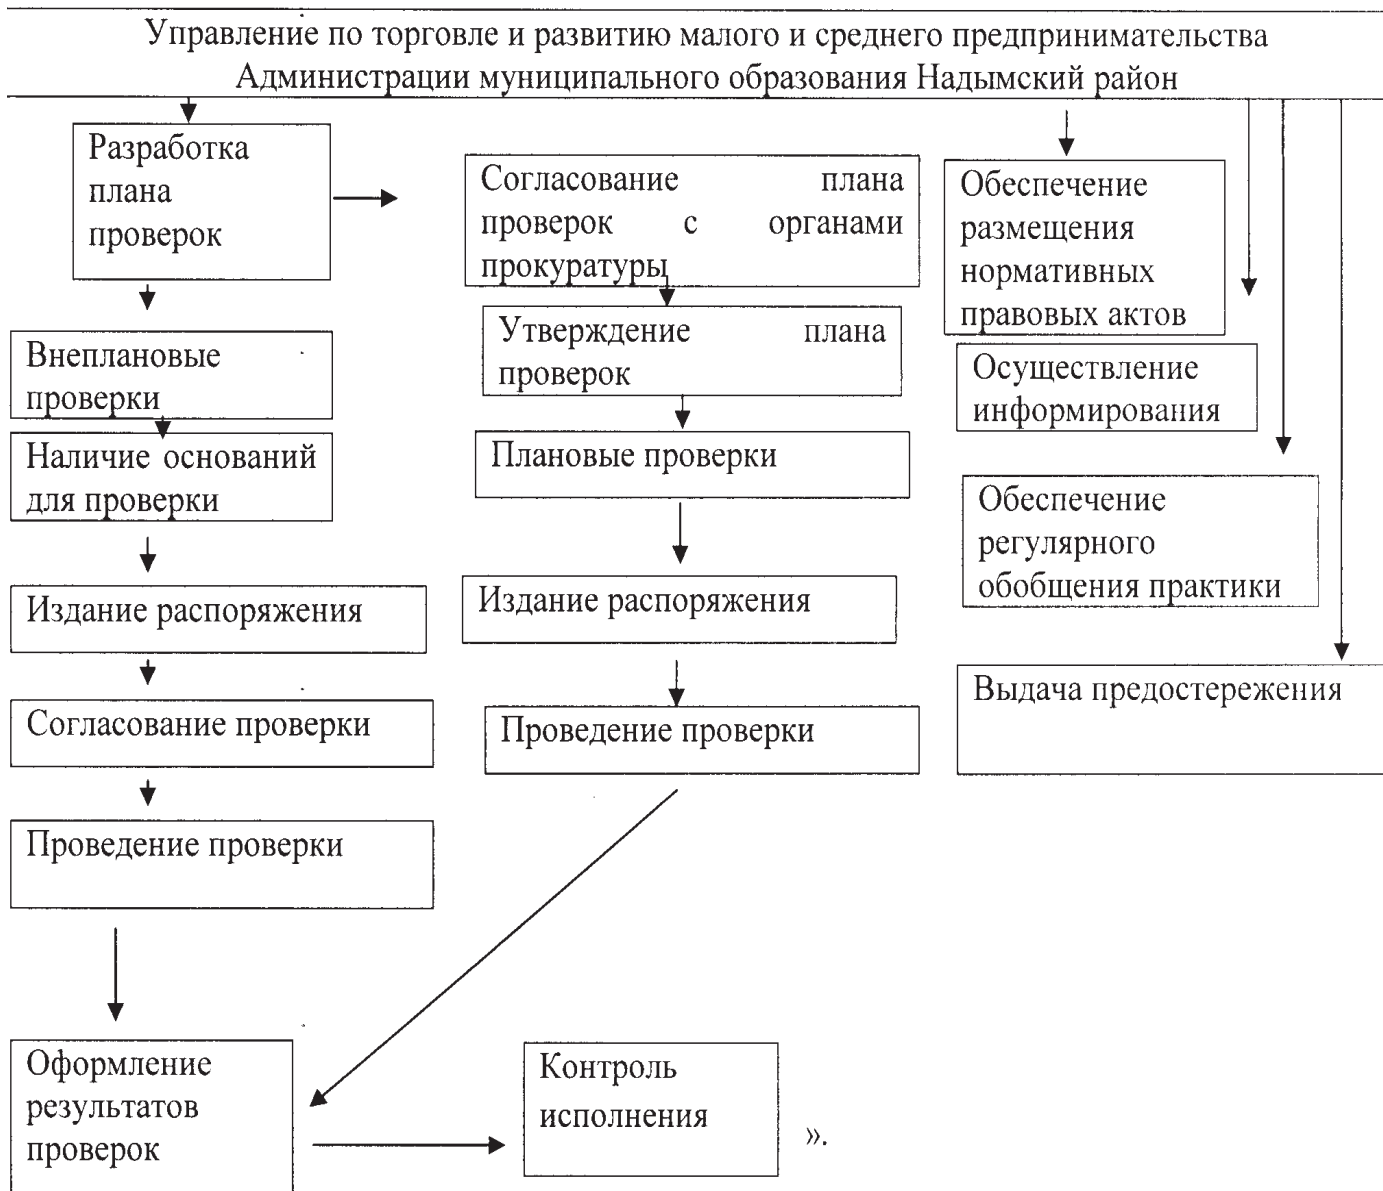 Управление по торговле и развитию малого и среднего предпринимательства
Администрации муниципального образования Надымский район
Разработка
плана
проверок
Внеплановые
проверки
Наличие оснований
для проверки
Издание распоряжения
Согласование проверки
Проведение проверки
Согласование плана
проверок с органами
прокуратуры
Утверждение плана
проверок
Плановые проверки
Издание распоряжения
Проведение проверки
Обеспечение
размещения
нормативных
правовых актов
Осуществление
информирования
Обеспечение
регулярного
обобщения практики
Выдача предостережения
Оформление
результатов
проверок
Контроль
исполнения
».